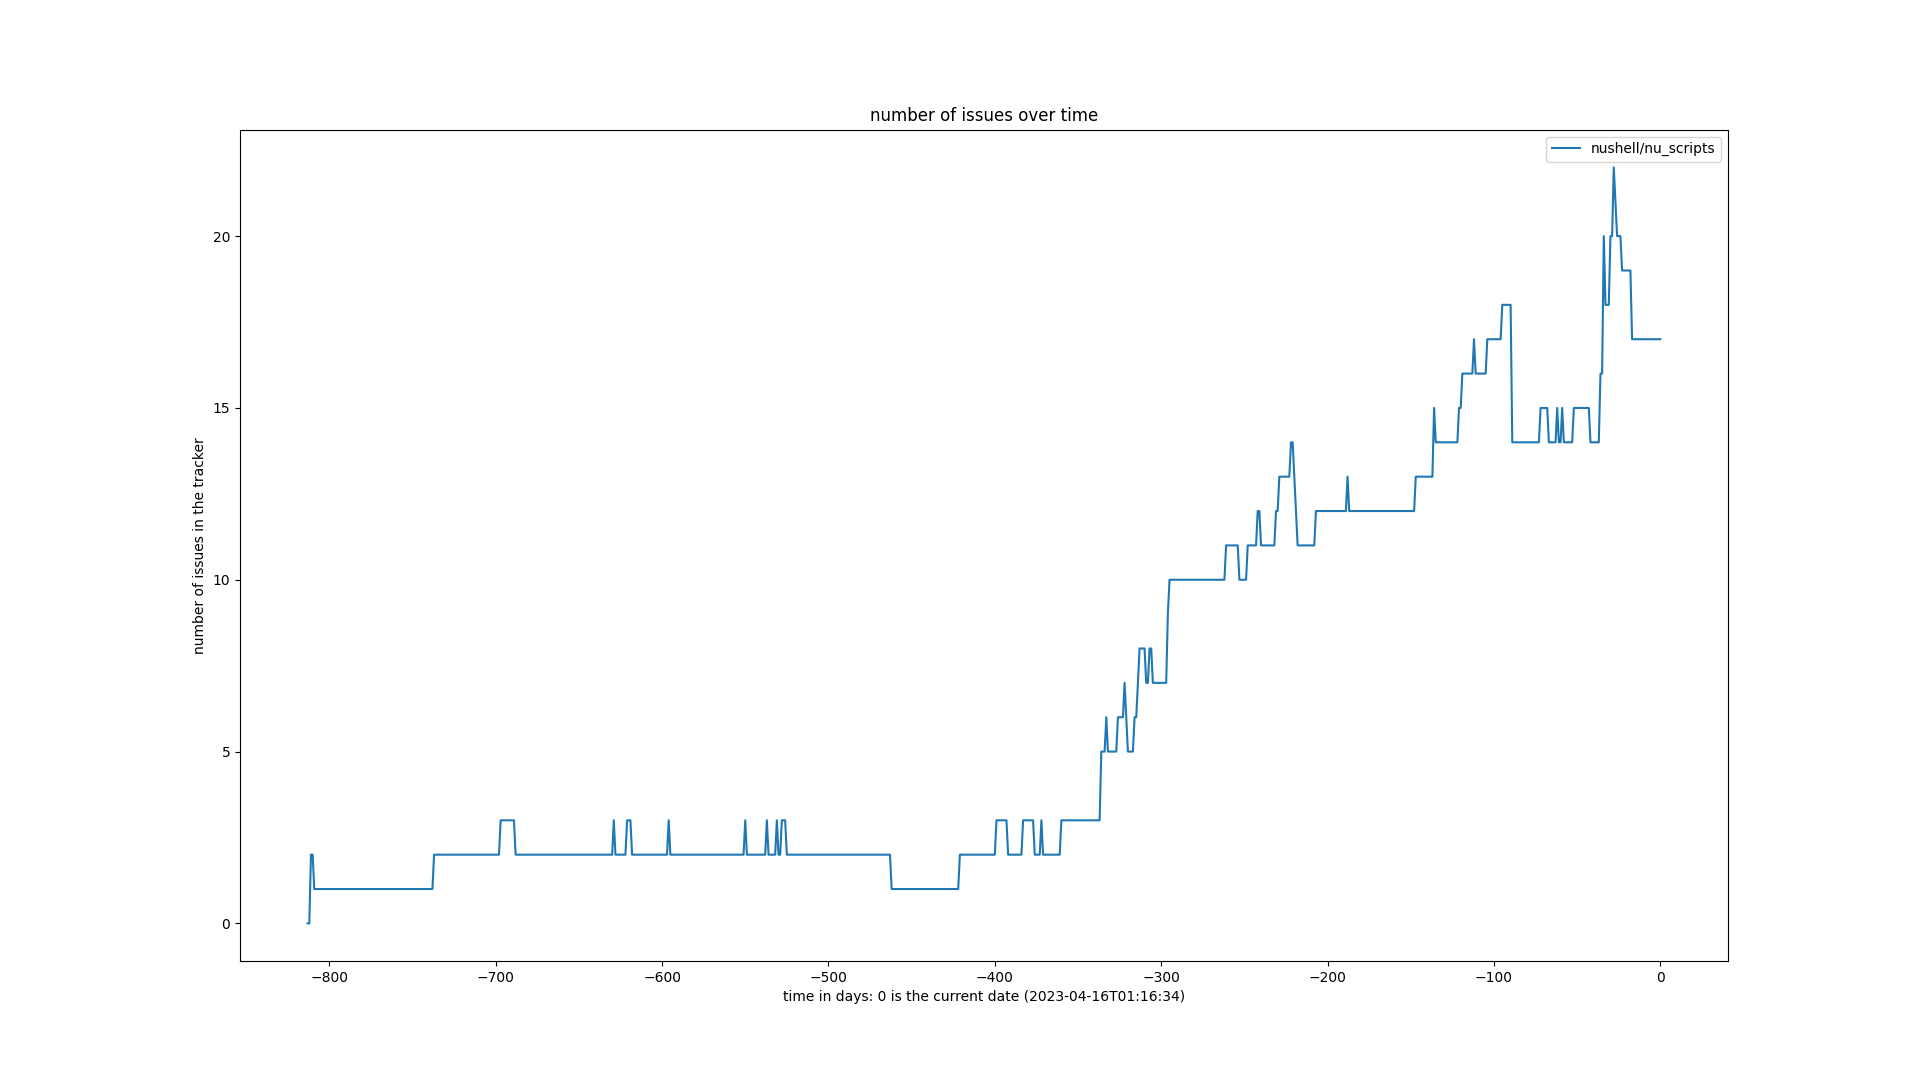 number of issues over time
nushell/nu_scripts
number of issues in the tracker
20
15
10
5
0
−800 −700 −600 −500 −400 −300 −200 −100 0
time in days: 0 is the current date (2023-04-16T01:16:34)